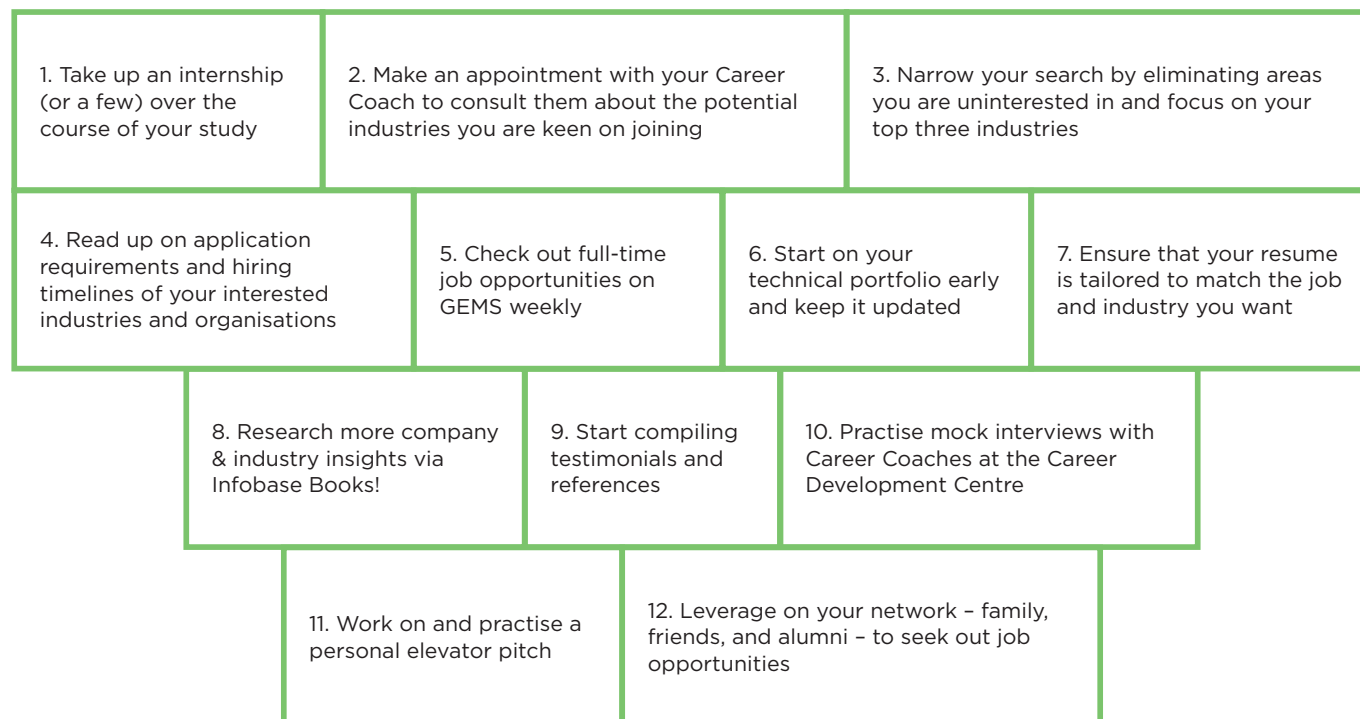 1. Take up an internship
(or a few) over the
course of your study
2. Make an appointment with your Career
Coach to consult them about the potential
industries you are keen on joining
3. Narrow your search by eliminating areas
you are uninterested in and focus on your
top three industries
4. Read up on application
requirements and hiring
timelines of your interested
industries and organisations
5. Check out full-time
job opportunities on
GEMS weekly
6. Start on your
technical portfolio early
and keep it updated
7. Ensure that your resume
is tailored to match the job
and industry you want
8. Research more company
& industry insights via
Infobase Books!
9. Start compiling
testimonials and
references
10. Practise mock interviews with
Career Coaches at the Career
Development Centre
11. Work on and practise a
personal elevator pitch
12. Leverage on your network – family,
friends, and alumni – to seek out job
opportunities